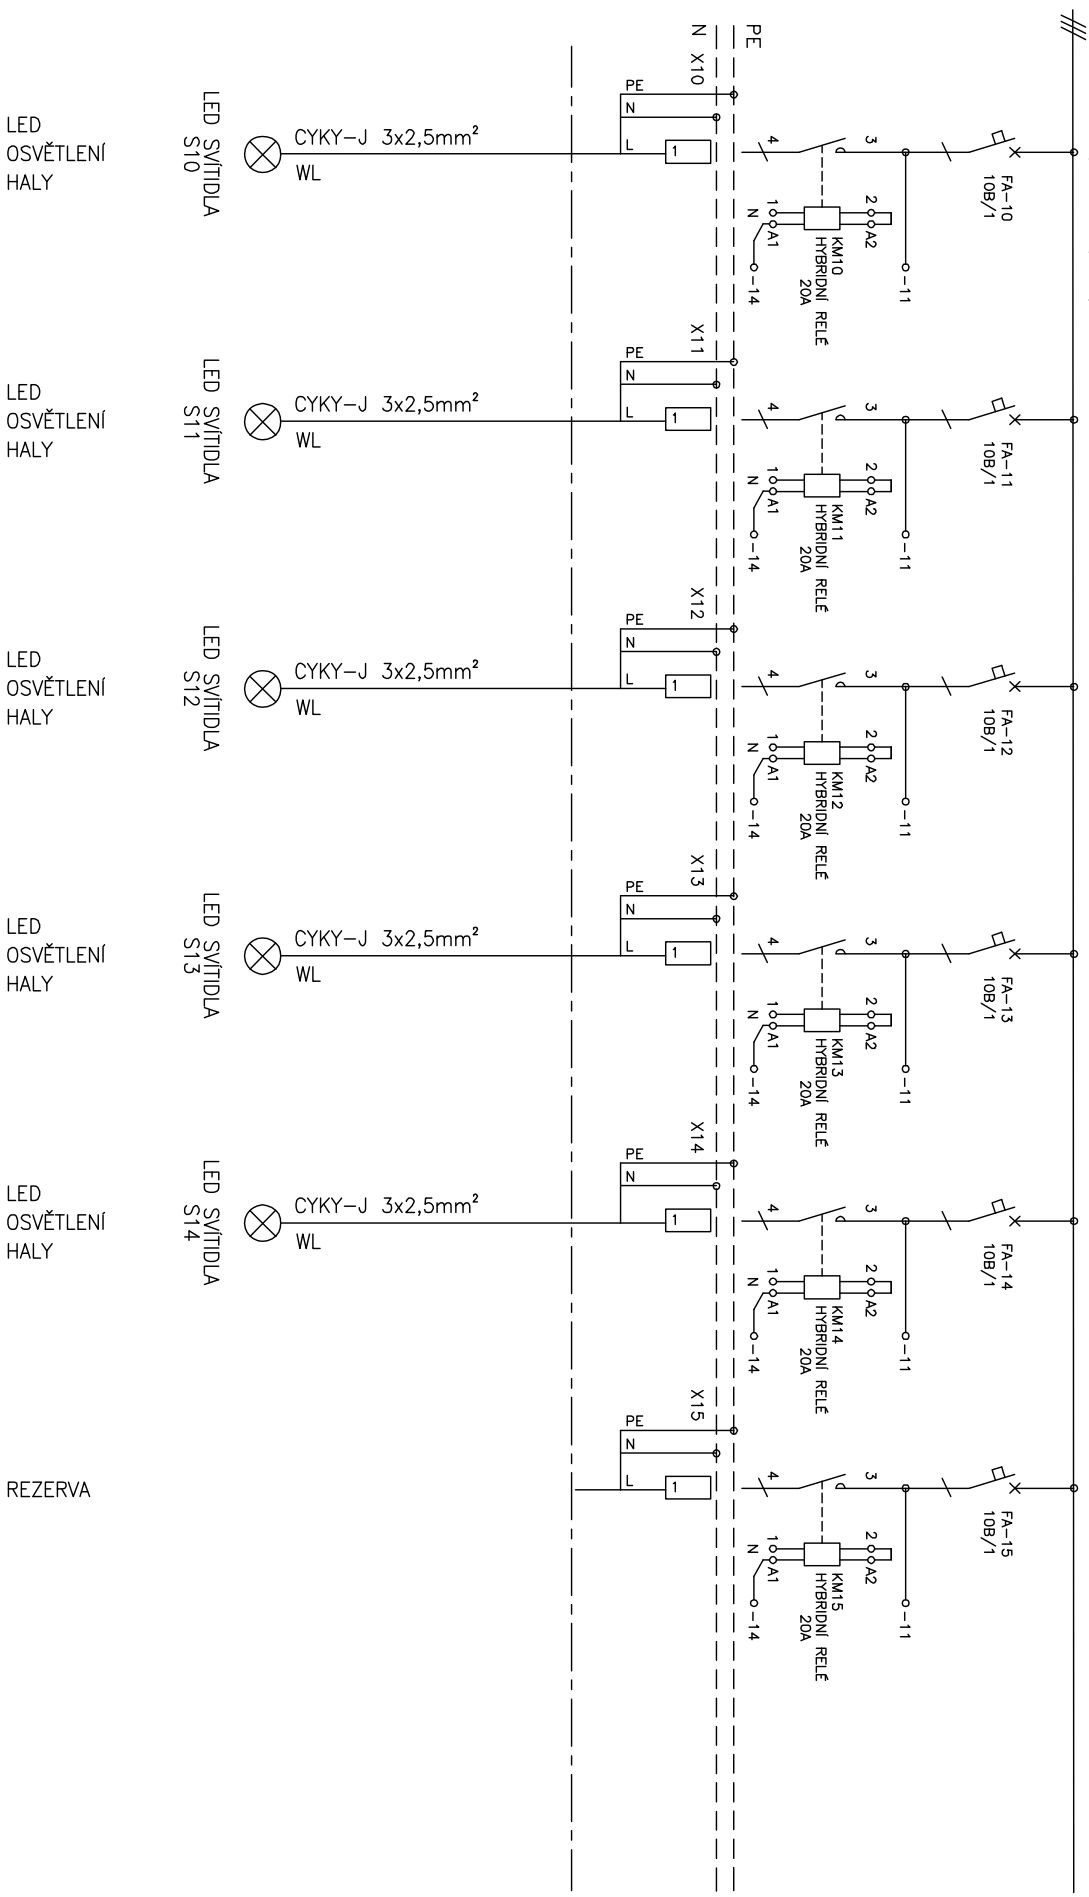 N
PE
X10
PE
N
L
1
4
3
FA-10
10B/1
1
N
A1
2
A2
KM10
HYBRIDNÍ RELÉ
20A
-14
-11
CYKY-J 3x2,5mm²
WL
LED SVÍTIDLA
S10
LED
OSVĚTLENÍ
HALY
X11
PE
N
L
1
4
3
FA-11
10B/1
1
N
A1
2
A2
KM11
HYBRIDNÍ RELÉ
20A
-14
-11
CYKY-J 3x2,5mm²
WL
LED SVÍTIDLA
S11
LED
OSVĚTLENÍ
HALY
X12
PE
N
L
1
4
3
FA-12
10B/1
1
N
A1
2
A2
KM12
HYBRIDNÍ RELÉ
20A
-14
-11
CYKY-J 3x2,5mm²
WL
LED SVÍTIDLA
S12
LED
OSVĚTLENÍ
HALY
X13
PE
N
L
1
4
3
FA-13
10B/1
1
N
A1
2
A2
KM13
HYBRIDNÍ RELÉ
20A
-14
-11
CYKY-J 3x2,5mm²
WL
LED SVÍTIDLA
S13
LED
OSVĚTLENÍ
HALY
X14
PE
N
L
1
4
3
FA-14
10B/1
1
N
A1
2
A2
KM14
HYBRIDNÍ RELÉ
20A
-14
-11
CYKY-J 3x2,5mm²
WL
LED SVÍTIDLA
S14
LED
OSVĚTLENÍ
HALY
X15
PE
N
L
1
4
3
FA-15
10B/1
1
N
A1
2
A2
KM15
HYBRIDNÍ RELÉ
20A
-14
-11
REZERVA